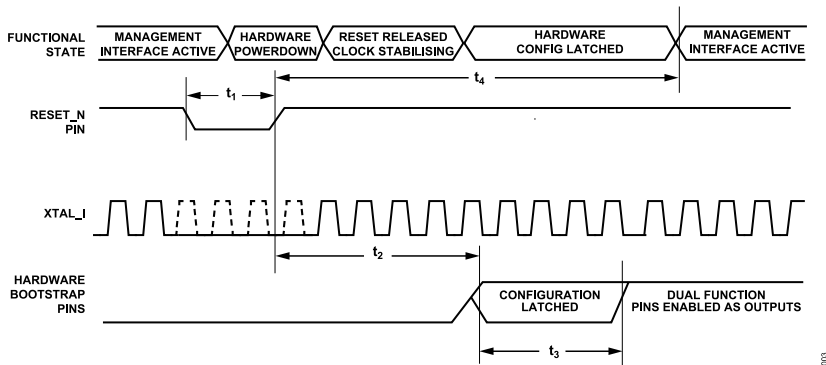 FUNCTIONAL
STATE
MANAGEMENT
INTERFACE ACTIVE
HARDWARE
POWERDOWN
RESET RELEASED
CLOCK STABILISING
HARDWARE
CONFIG LATCHED
MANAGEMENT
INTERFACE ACTIVE
t1
t4
RESET_N
PIN
XTAL_I
t2
HARDWARE
BOOTSTRAP
PINS
CONFIGURATION
LATCHED
DUAL FUNCTION
PINS ENABLED AS OUTPUTS
t3
003